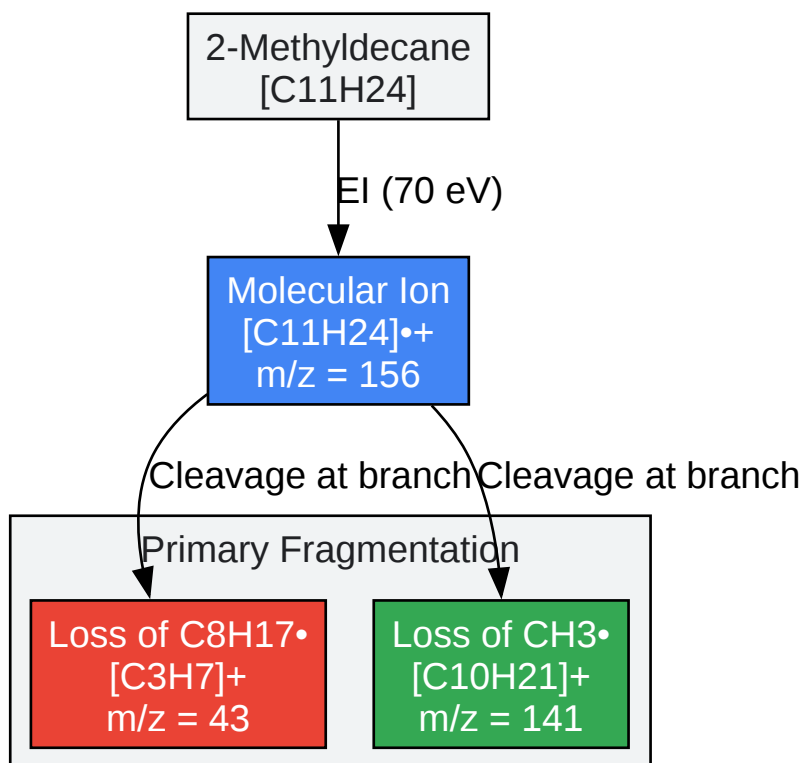 2-Methyldecane
[C11H24]
EI (70 eV)
Molecular Ion
[C11H24]•+
m/z = 156
Cleavage at branch
Cleavage at branch
Primary Fragmentation
Loss of C8H17•
[C3H7]+
m/z = 43
Loss of CH3•
[C10H21]+
m/z = 141